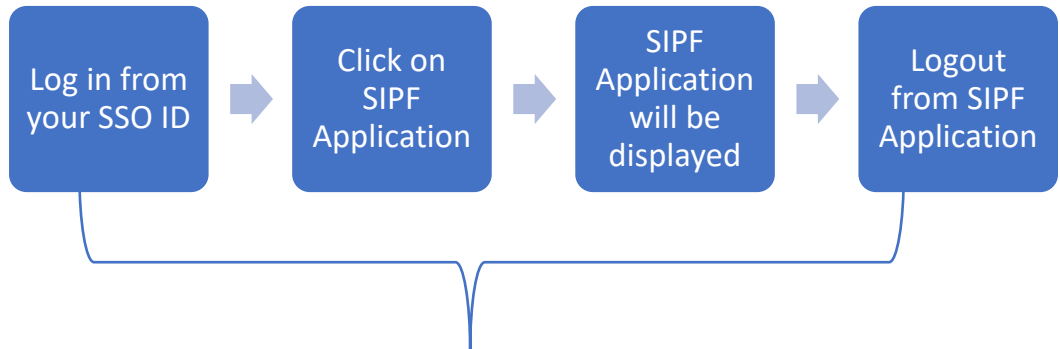 Log in from
your SSO ID
Click on
SIPF
Application
SIPF
Application
will be
displayed
Logout
from SIPF
Application